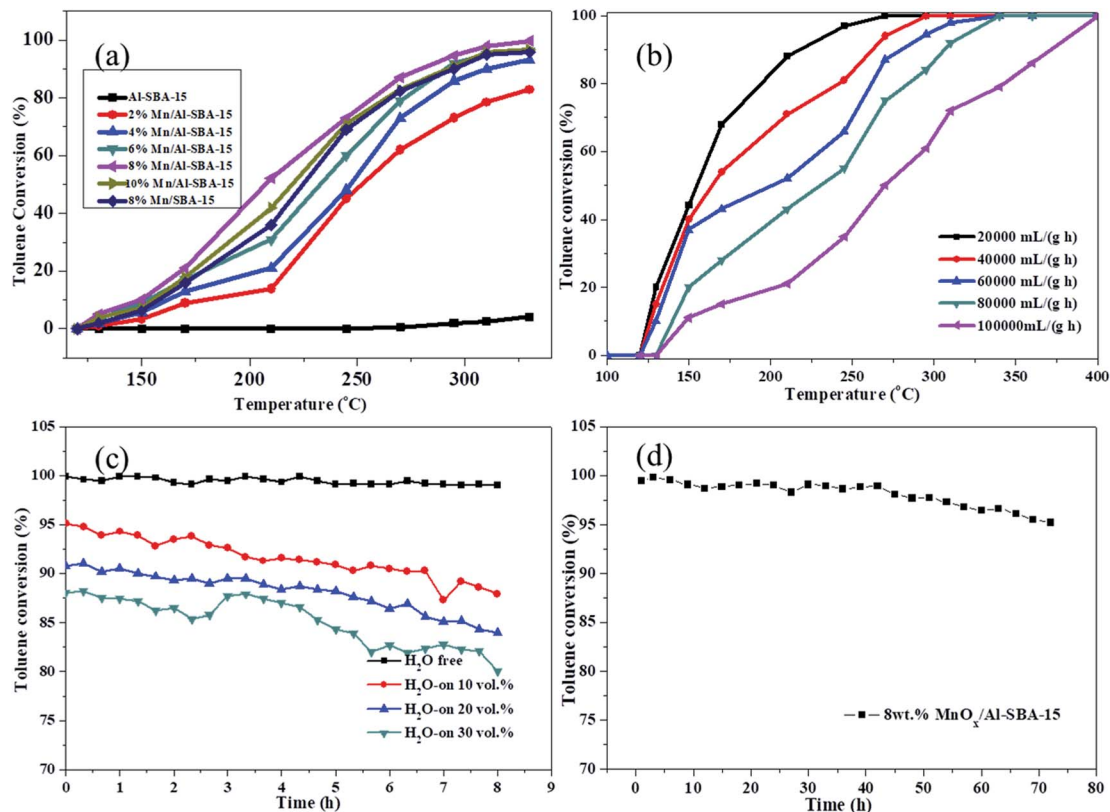 (a)
Toluene Conversion (%)
100
80
60
40
20
0
Al-SBA-15
2% Mn/Al-SBA-15
4% Mn/Al-SBA-15
6% Mn/Al-SBA-15
8% Mn/Al-SBA-15
10% Mn/Al-SBA-15
8% Mn/SBA-15
150 200 250 300
Temperature (°C)
(b)
Toluene conversion (%)
100
80
60
40
20
0
20000 mL/(g h)
40000 mL/(g h)
60000 mL/(g h)
80000 mL/(g h)
100000mL/(g h)
100 150 200 250 300 350 400
Temperature (°C)
(c)
Toluene conversion (%)
105
100
95
90
85
80
75
70
H₂O free
H₂O-on 10 vol.%
H₂O-on 20 vol.%
H₂O-on 30 vol.%
0 1 2 3 4 5 6 7 8 9
Time (h)
(d)
Toluene conversion (%)
105
100
95
90
85
80
75
70
8wt.% MnOₓ/Al-SBA-15
0 10 20 30 40 50 60 70 80
Time (h)